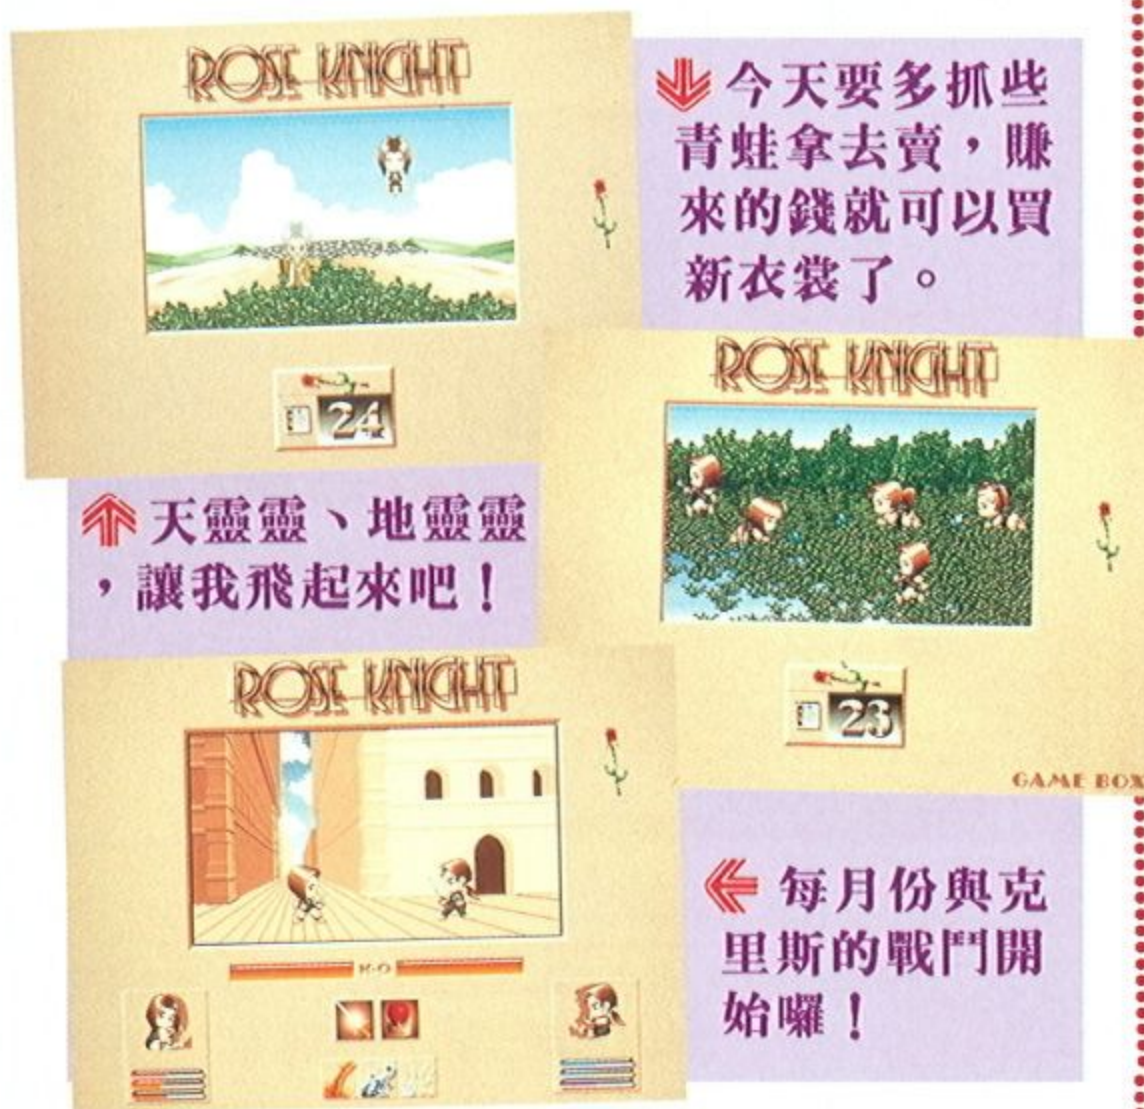 ROSE KNIGHT
24
今天要多抓些
青蛙拿去賣，賺
來的錢就可以買
新衣裳了。
天靈靈、地靈靈
，讓我飛起來吧！
ROSE KNIGHT
23
GAME BOX
ROSE KNIGHT
K·O
每月份與克
里斯的戰鬥開
始囉！